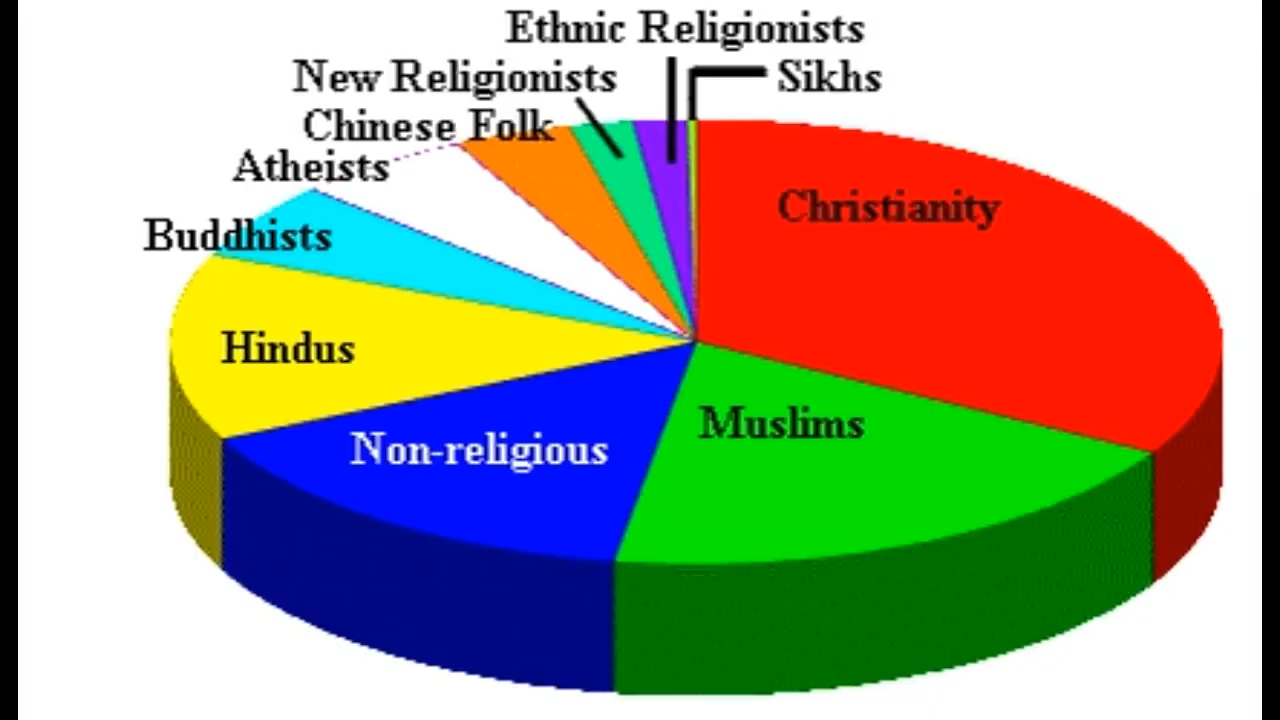 Ethnic Religionists
New Religionists
Sikhs
Chinese Folk
Atheists
Christianity
Buddhists
Hindus
Muslims
Non-religious